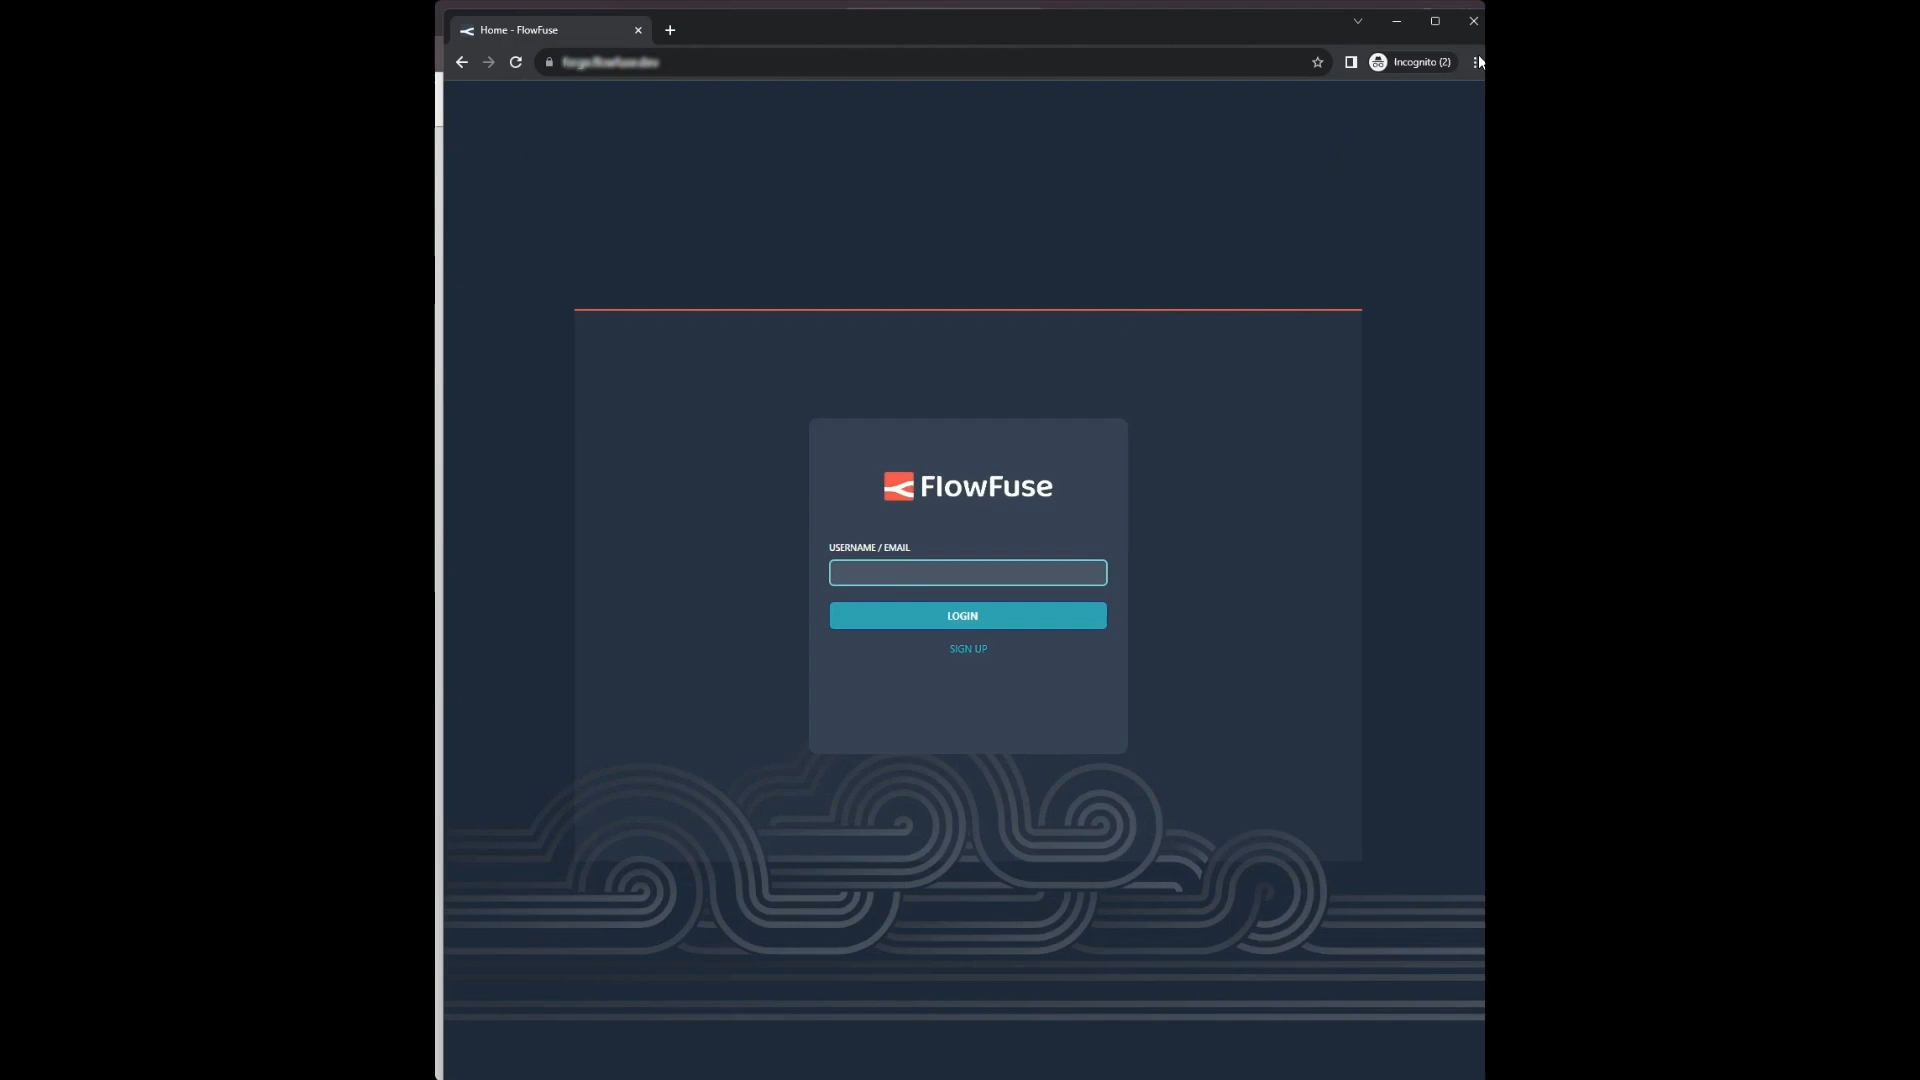 Home - FlowFuse
Incognito (2)
FlowFuse
USERNAME / EMAIL
LOGIN
SIGN UP